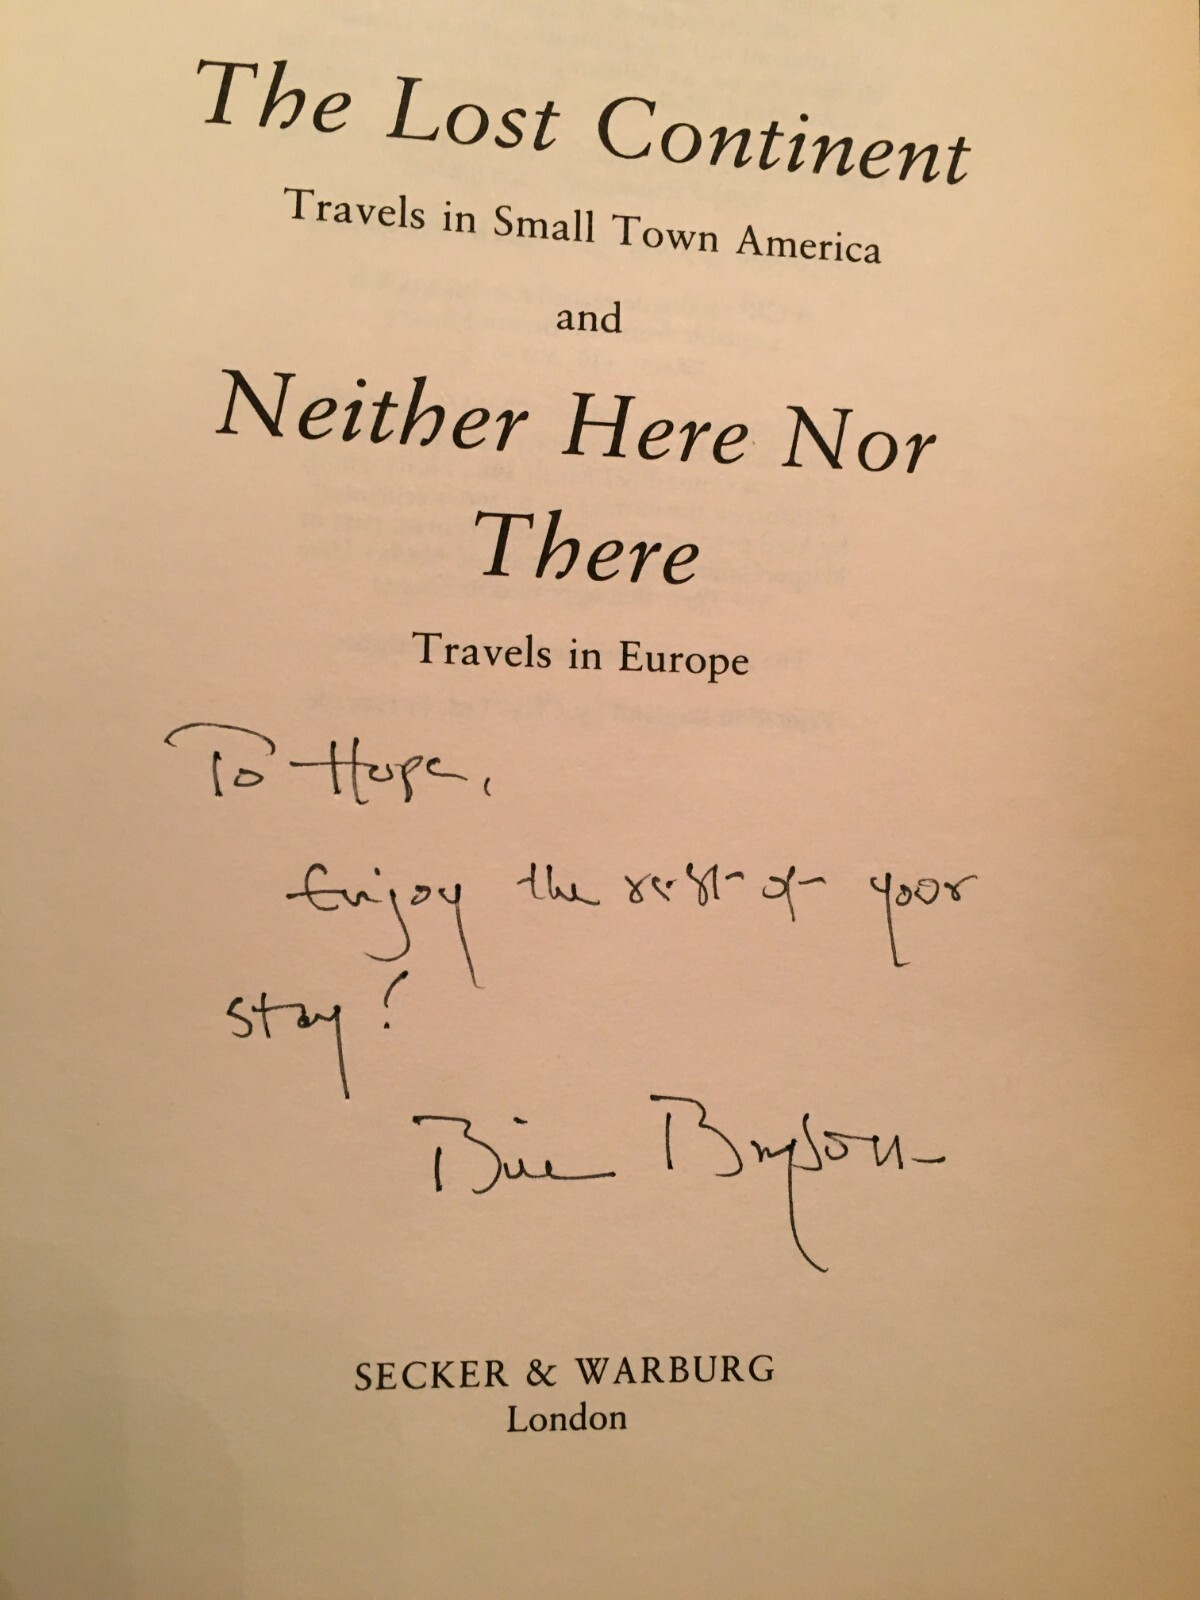 The Lost Continent
Travels in Small Town America
and
Neither Here Nor
There
Travels in Europe
To Hope,
Enjoy the rest of your
stay!
Bill Bryson
SECKER & WARBURG
London